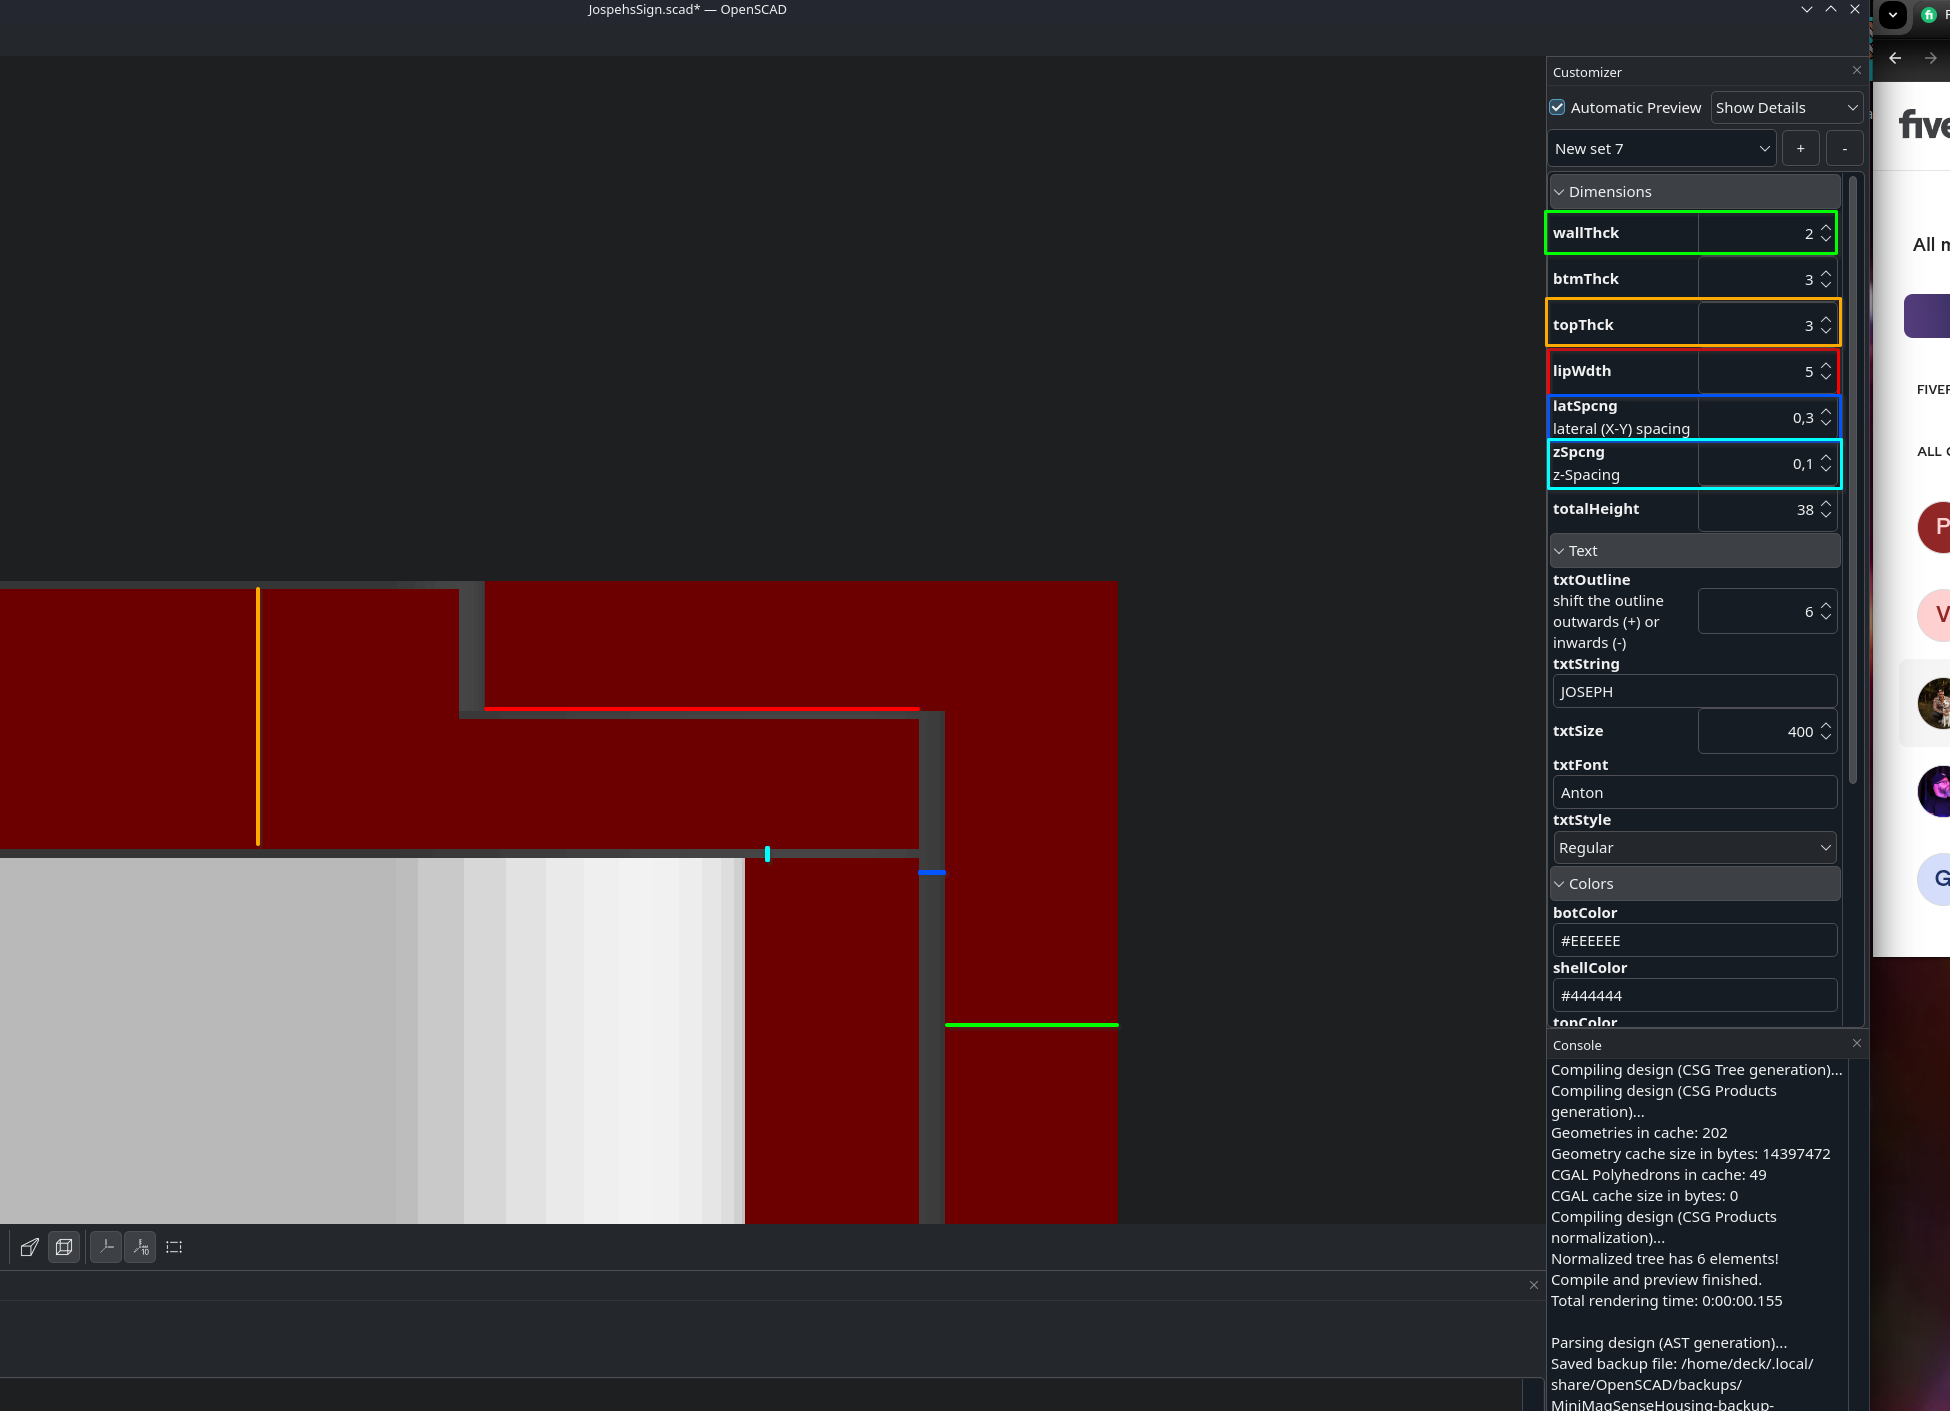 JospehsSign.scad* — OpenSCAD
Customizer
Automatic Preview
Show Details
New set 7
+
-
Dimensions
wallThck
2
btmThck
3
topThck
3
lipWdth
5
latSpcng
lateral (X-Y) spacing
0,3
zSpcng
z-Spacing
0,1
totalHeight
38
Text
txtOutline
shift the outline
outwards (+) or
inwards (-)
6
txtString
JOSEPH
txtSize
400
txtFont
Anton
txtStyle
Regular
Colors
botColor
#EEEEEE
shellColor
#444444
topColor
Console
Compiling design (CSG Tree generation)...
Compiling design (CSG Products
generation)...
Geometries in cache: 202
Geometry cache size in bytes: 14397472
CGAL Polyhedrons in cache: 49
CGAL cache size in bytes: 0
Compiling design (CSG Products
normalization)...
Normalized tree has 6 elements!
Compile and preview finished.
Total rendering time: 0:00:00.155
Parsing design (AST generation)...
Saved backup file: /home/deck/.local/
share/OpenSCAD/backups/
MiniMagSenseHousing-backup-
10
fi
five
All m
FIVER
ALL
P
V
G